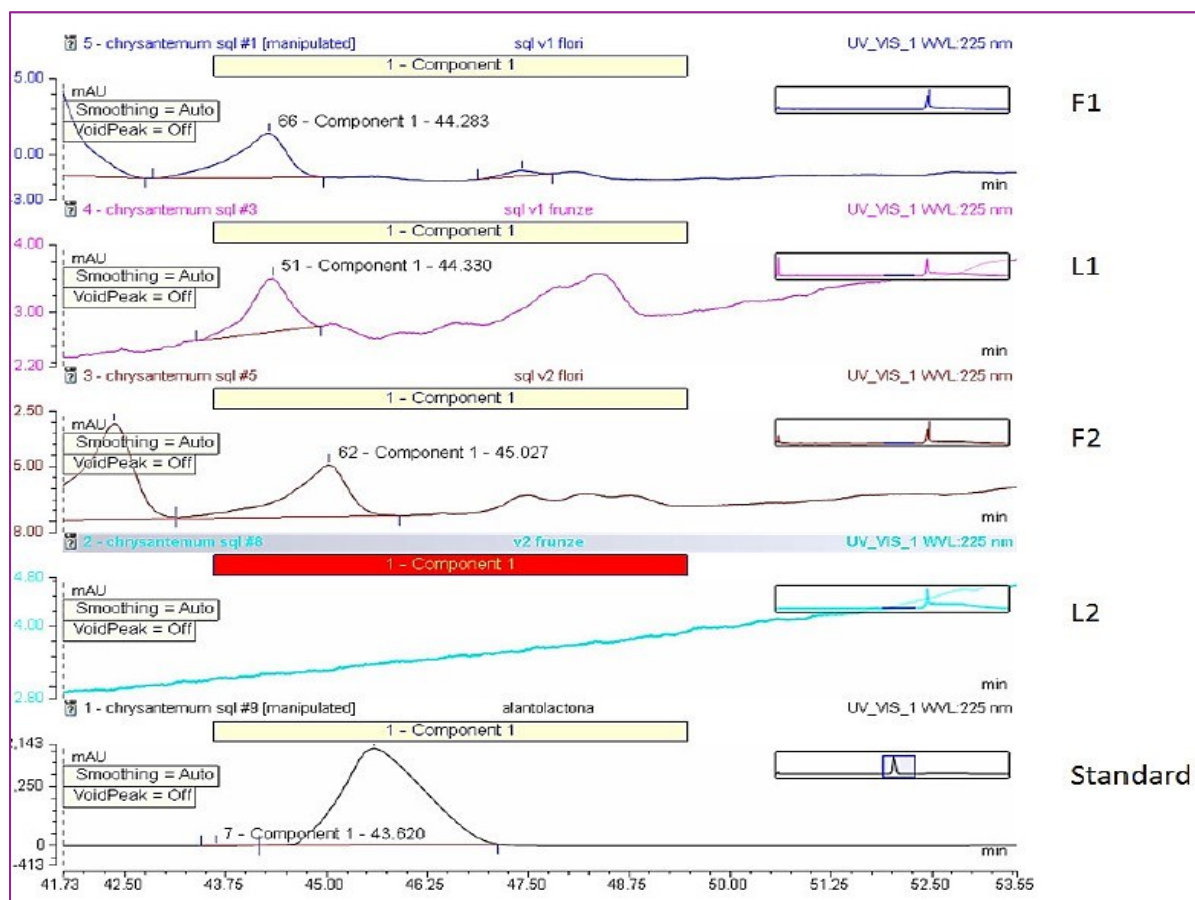 5 - chrysantemum sql #1 [manipulated] sql v1 flori UV_VIS_1 WVL:225 nm
1 - Component 1
5.00
mAU
Smoothing = Auto
VoidPeak = Off
66 - Component 1 - 44.283
F1
0.00
3.00
min
4 - chrysantemum sql #3 sql v1 frunze UV_VIS_1 WVL:225 nm
1 - Component 1
4.00
mAU
Smoothing = Auto
VoidPeak = Off
51 - Component 1 - 44.330
L1
3.00
2.20
min
3 - chrysantemum sql #5 sql v2 flori UV_VIS_1 WVL:225 nm
1 - Component 1
2.50
mAU
Smoothing = Auto
VoidPeak = Off
62 - Component 1 - 45.027
F2
5.00
8.00
min
2 - chrysantemum sql #8 v2 frunze UV_VIS_1 WVL:225 nm
1 - Component 1
4.80
mAU
Smoothing = Auto
VoidPeak = Off
L2
4.00
2.80
min
1 - chrysantemum sql #9 [manipulated] alantolactona UV_VIS_1 WVL:225 nm
1 - Component 1
,143
mAU
Smoothing = Auto
VoidPeak = Off
Standard
,250
7 - Component 1 - 43.620
0
-413
min
41.73 42.50 43.75 45.00 46.25 47.50 48.75 50.00 51.25 52.50 53.55